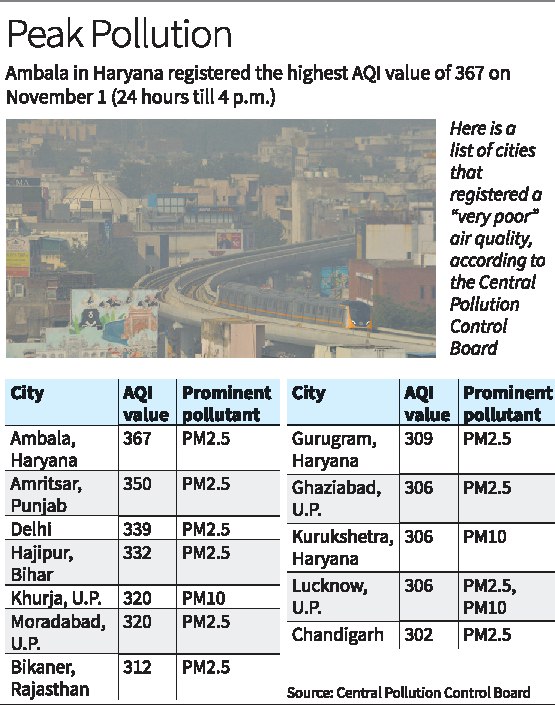 Peak Pollution
Ambala in Haryana registered the highest AQI value of 367 on
November 1 (24 hours till 4 p.m.)
Here is a
list of cities
that
registered a
“very poor”
air quality,
according to
the Central
Pollution
Control
Board
City AQI value Prominent pollutant
Ambala, Haryana 367 PM2.5
Amritsar, Punjab 350 PM2.5
Delhi 339 PM2.5
Hajipur, Bihar 332 PM2.5
Khurja, U.P. 320 PM10
Moradabad, U.P. 320 PM2.5
Bikaner, Rajasthan 312 PM2.5
City AQI value Prominent pollutant
Gurugram, Haryana 309 PM2.5
Ghaziabad, U.P. 306 PM2.5
Kurukshetra, Haryana 306 PM10
Lucknow, U.P. 306 PM2.5, PM10
Chandigarh 302 PM2.5
Source: Central Pollution Control Board